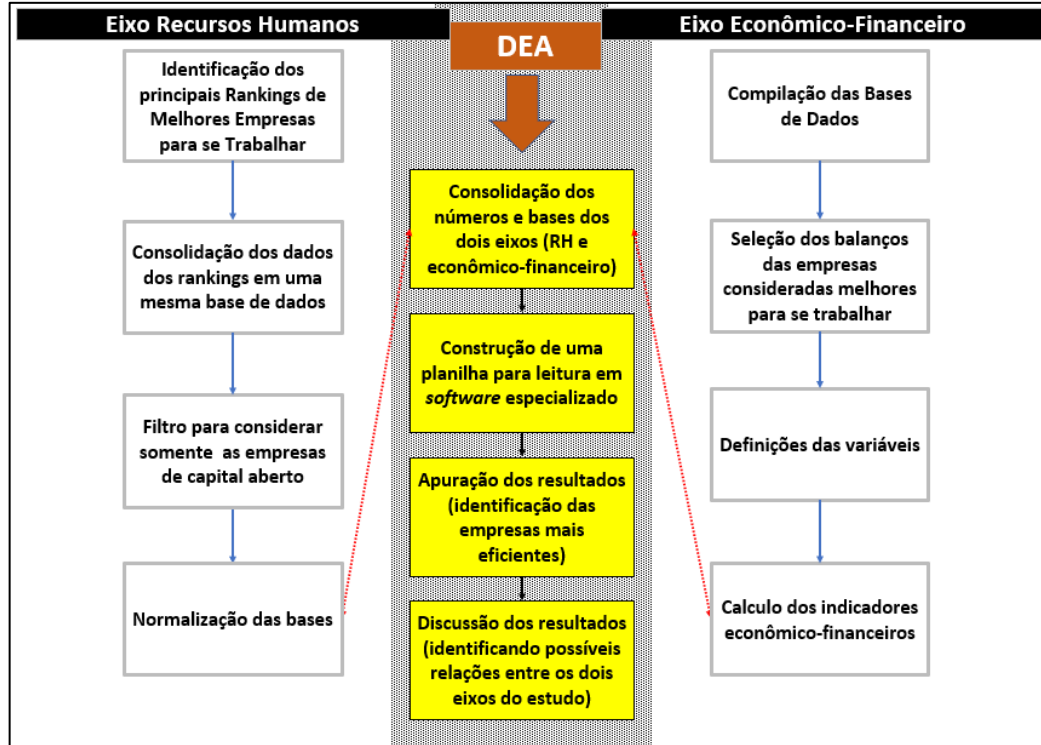 Eixo Recursos Humanos
Identificação dos
principais Rankings de
Melhores Empresas
para se Trabalhar
Consolidação dos dados
dos rankings em uma
mesma base de dados
Filtro para considerar
somente as empresas
de capital aberto
Normalização das bases
DEA
Consolidação dos
números e bases dos
dois eixos (RH e
econômico-financeiro)
Construção de uma
planilha para leitura em
software especializado
Apuração dos resultados
(identificação das
empresas mais
eficientes)
Discussão dos resultados
(identificando possíveis
relações entre os dois
eixos do estudo)
Eixo Econômico-Financeiro
Compilação das Bases
de Dados
Seleção dos balanços
das empresas
consideradas melhores
para se trabalhar
Definições das variáveis
Calculo dos indicadores
econômico-financeiros